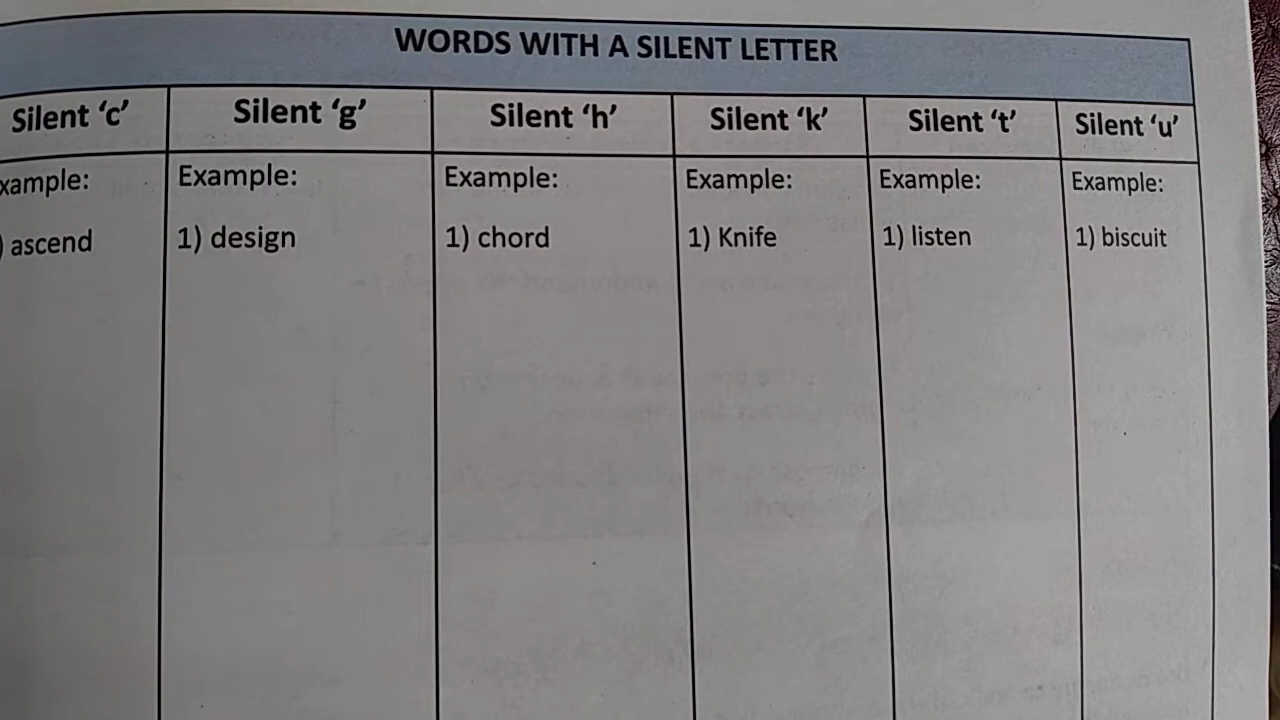 WORDS WITH A SILENT LETTER
Silent ‘c’ Silent ‘g’ Silent ‘h’ Silent ‘k’ Silent ‘t’ Silent ‘u’
xample: Example: Example: Example: Example: Example:
) ascend 1) design 1) chord 1) Knife 1) listen 1) biscuit